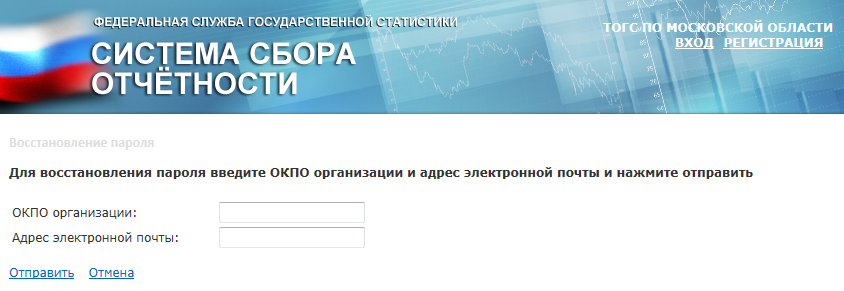 ФЕДЕРАЛЬНАЯ СЛУЖБА ГОСУДАРСТВЕННОЙ СТАТИСТИКИ
СИСТЕМА СБОРА
ОТЧЁТНОСТИ
ТОГС ПО МОСКОВСКОЙ ОБЛАСТИ
ВХОД РЕГИСТРАЦИЯ
Восстановление пароля
Для восстановления пароля введите ОКПО организации и адрес электронной почты и нажмите отправить
ОКПО организации:
Адрес электронной почты:
Отправить Отмена